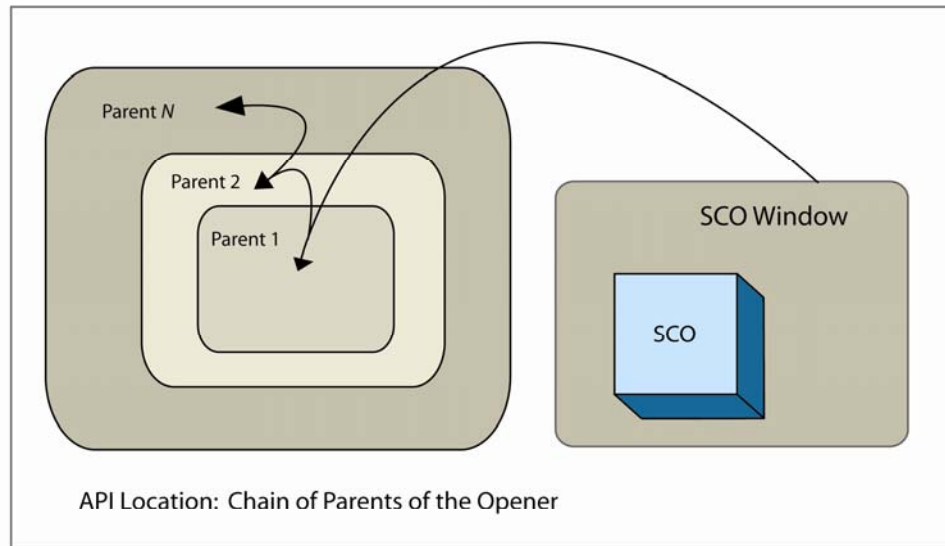 Parent N
Parent 2
Parent 1
SCO Window
SCO
API Location: Chain of Parents of the Opener